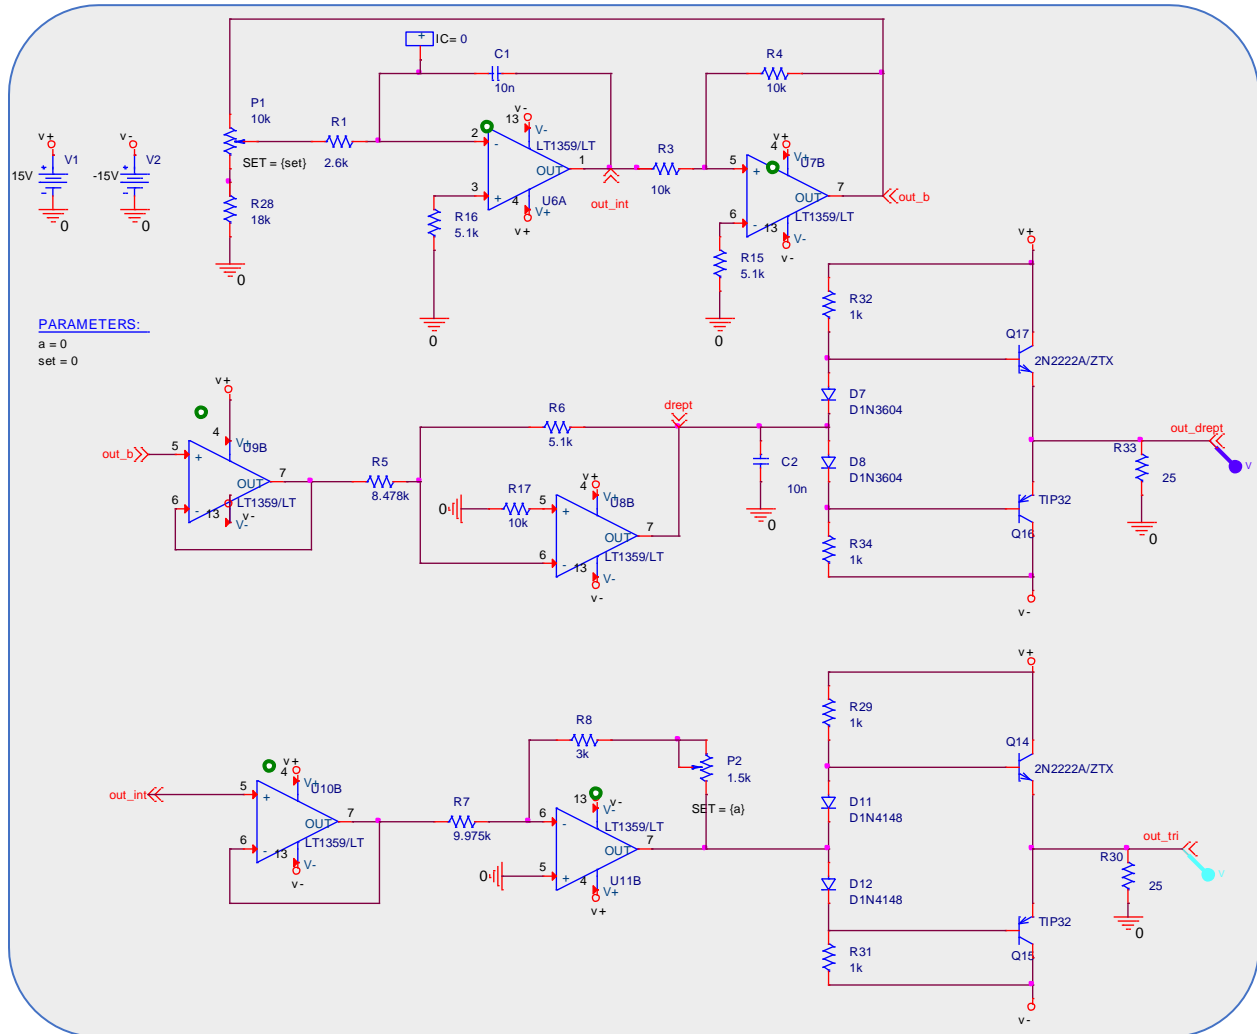 IC= 0
C1
10n
R4
10k
P1
10k
R1
2.6k
SET = {set}
R28
18k
0
v+
V1
15V
0
v-
V2
-15V
0
v-
13
V-
2
-
LT1359/LT
OUT
1
3
+
U6A
4
V+
v+
R16
5.1k
0
out_int
R3
10k
v+
4
V+
5
+
U7B
OUT
7
LT1359/LT
6
-
13
V-
v-
out_b
R15
5.1k
0
PARAMETERS:
a = 0
set = 0
v+
4
V+
U9B
out_b
5
+
OUT
7
6
-
LT1359/LT
13
v-
V-
R5
8.478k
R6
5.1k
drept
0
R17
10k
v+
4
V+
5
+
U8B
OUT
7
LT1359/LT
6
-
13
V-
v-
C2
10n
0
v+
R32
1k
Q17
2N2222A/ZTX
D7
D1N3604
D8
D1N3604
out_drept
R33
25
v
0
TIP32
Q16
R34
1k
v-
out_int
v+
4
V+
5
+
U10B
OUT
7
LT1359/LT
6
-
13
V-
v-
R7
9.975k
R8
3k
P2
1.5k
SET = {a}
13
v-
V-
6
-
LT1359/LT
OUT
7
0
5
+
4
V+
U11B
v+
v+
R29
1k
Q14
2N2222A/ZTX
D11
D1N4148
D12
D1N4148
out_tri
R30
25
v
0
TIP32
Q15
R31
1k
v-